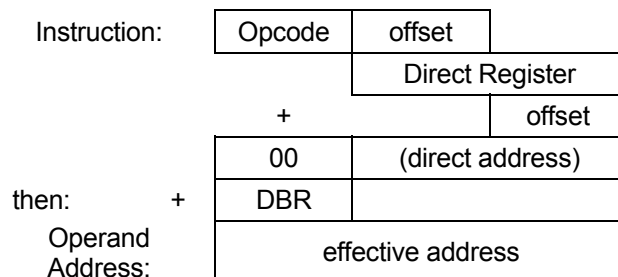 Instruction: Opcode offset
Direct Register
+ offset
00 (direct address)
then: + DBR
Operand
Address: effective address